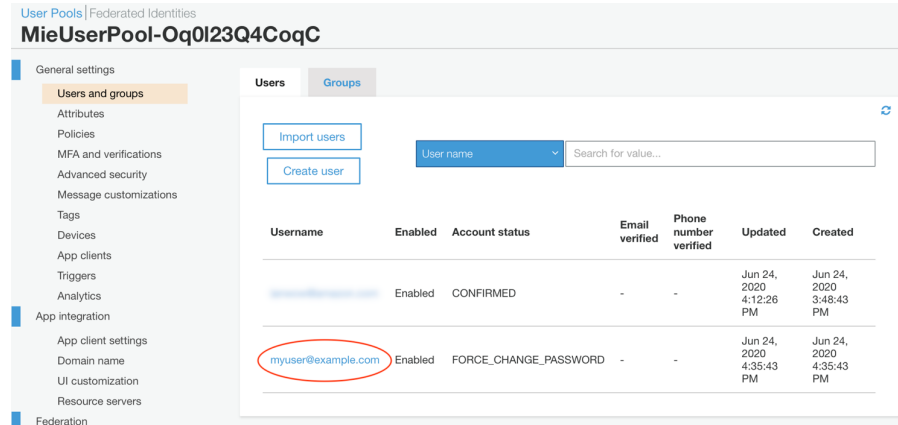 User Pools | Federated Identities
MieUserPool-Oq0I23Q4CoqC
General settings
Users and groups
Attributes
Policies
MFA and verifications
Advanced security
Message customizations
Tags
Devices
App clients
Triggers
Analytics
App integration
App client settings
Domain name
UI customization
Resource servers
Federation
Users Groups
Import users
Create user
User name Search for value...
Username Enabled Account status Email verified Phone number verified Updated Created
Enabled CONFIRMED - - Jun 24, 2020 4:12:26 PM Jun 24, 2020 3:48:43 PM
myuser@example.com Enabled FORCE_CHANGE_PASSWORD - - Jun 24, 2020 4:35:43 PM Jun 24, 2020 4:35:43 PM